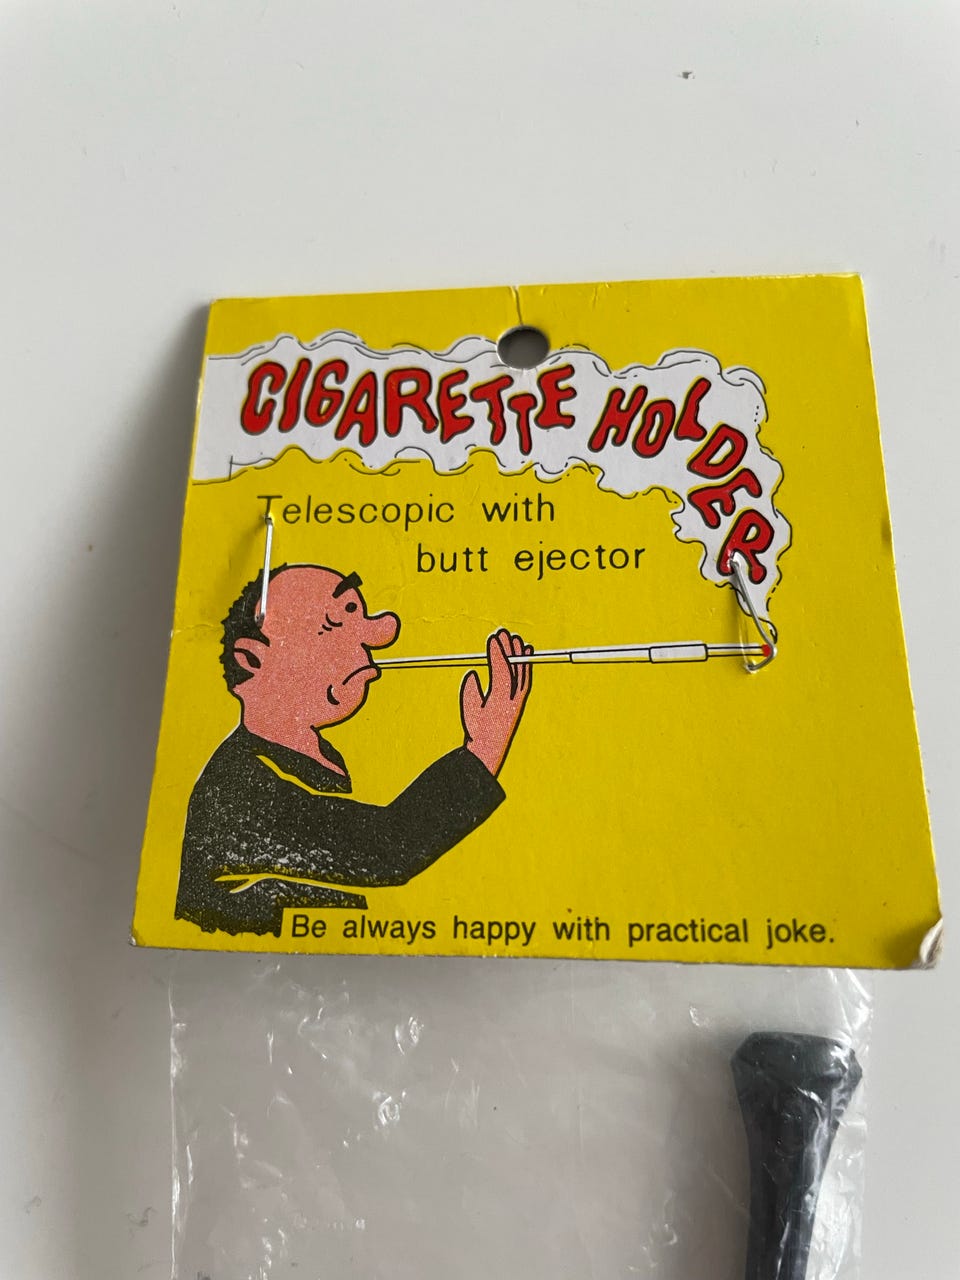 CIGARETTE HOLDER
Telescopic with
butt ejector
Be always happy with practical joke.